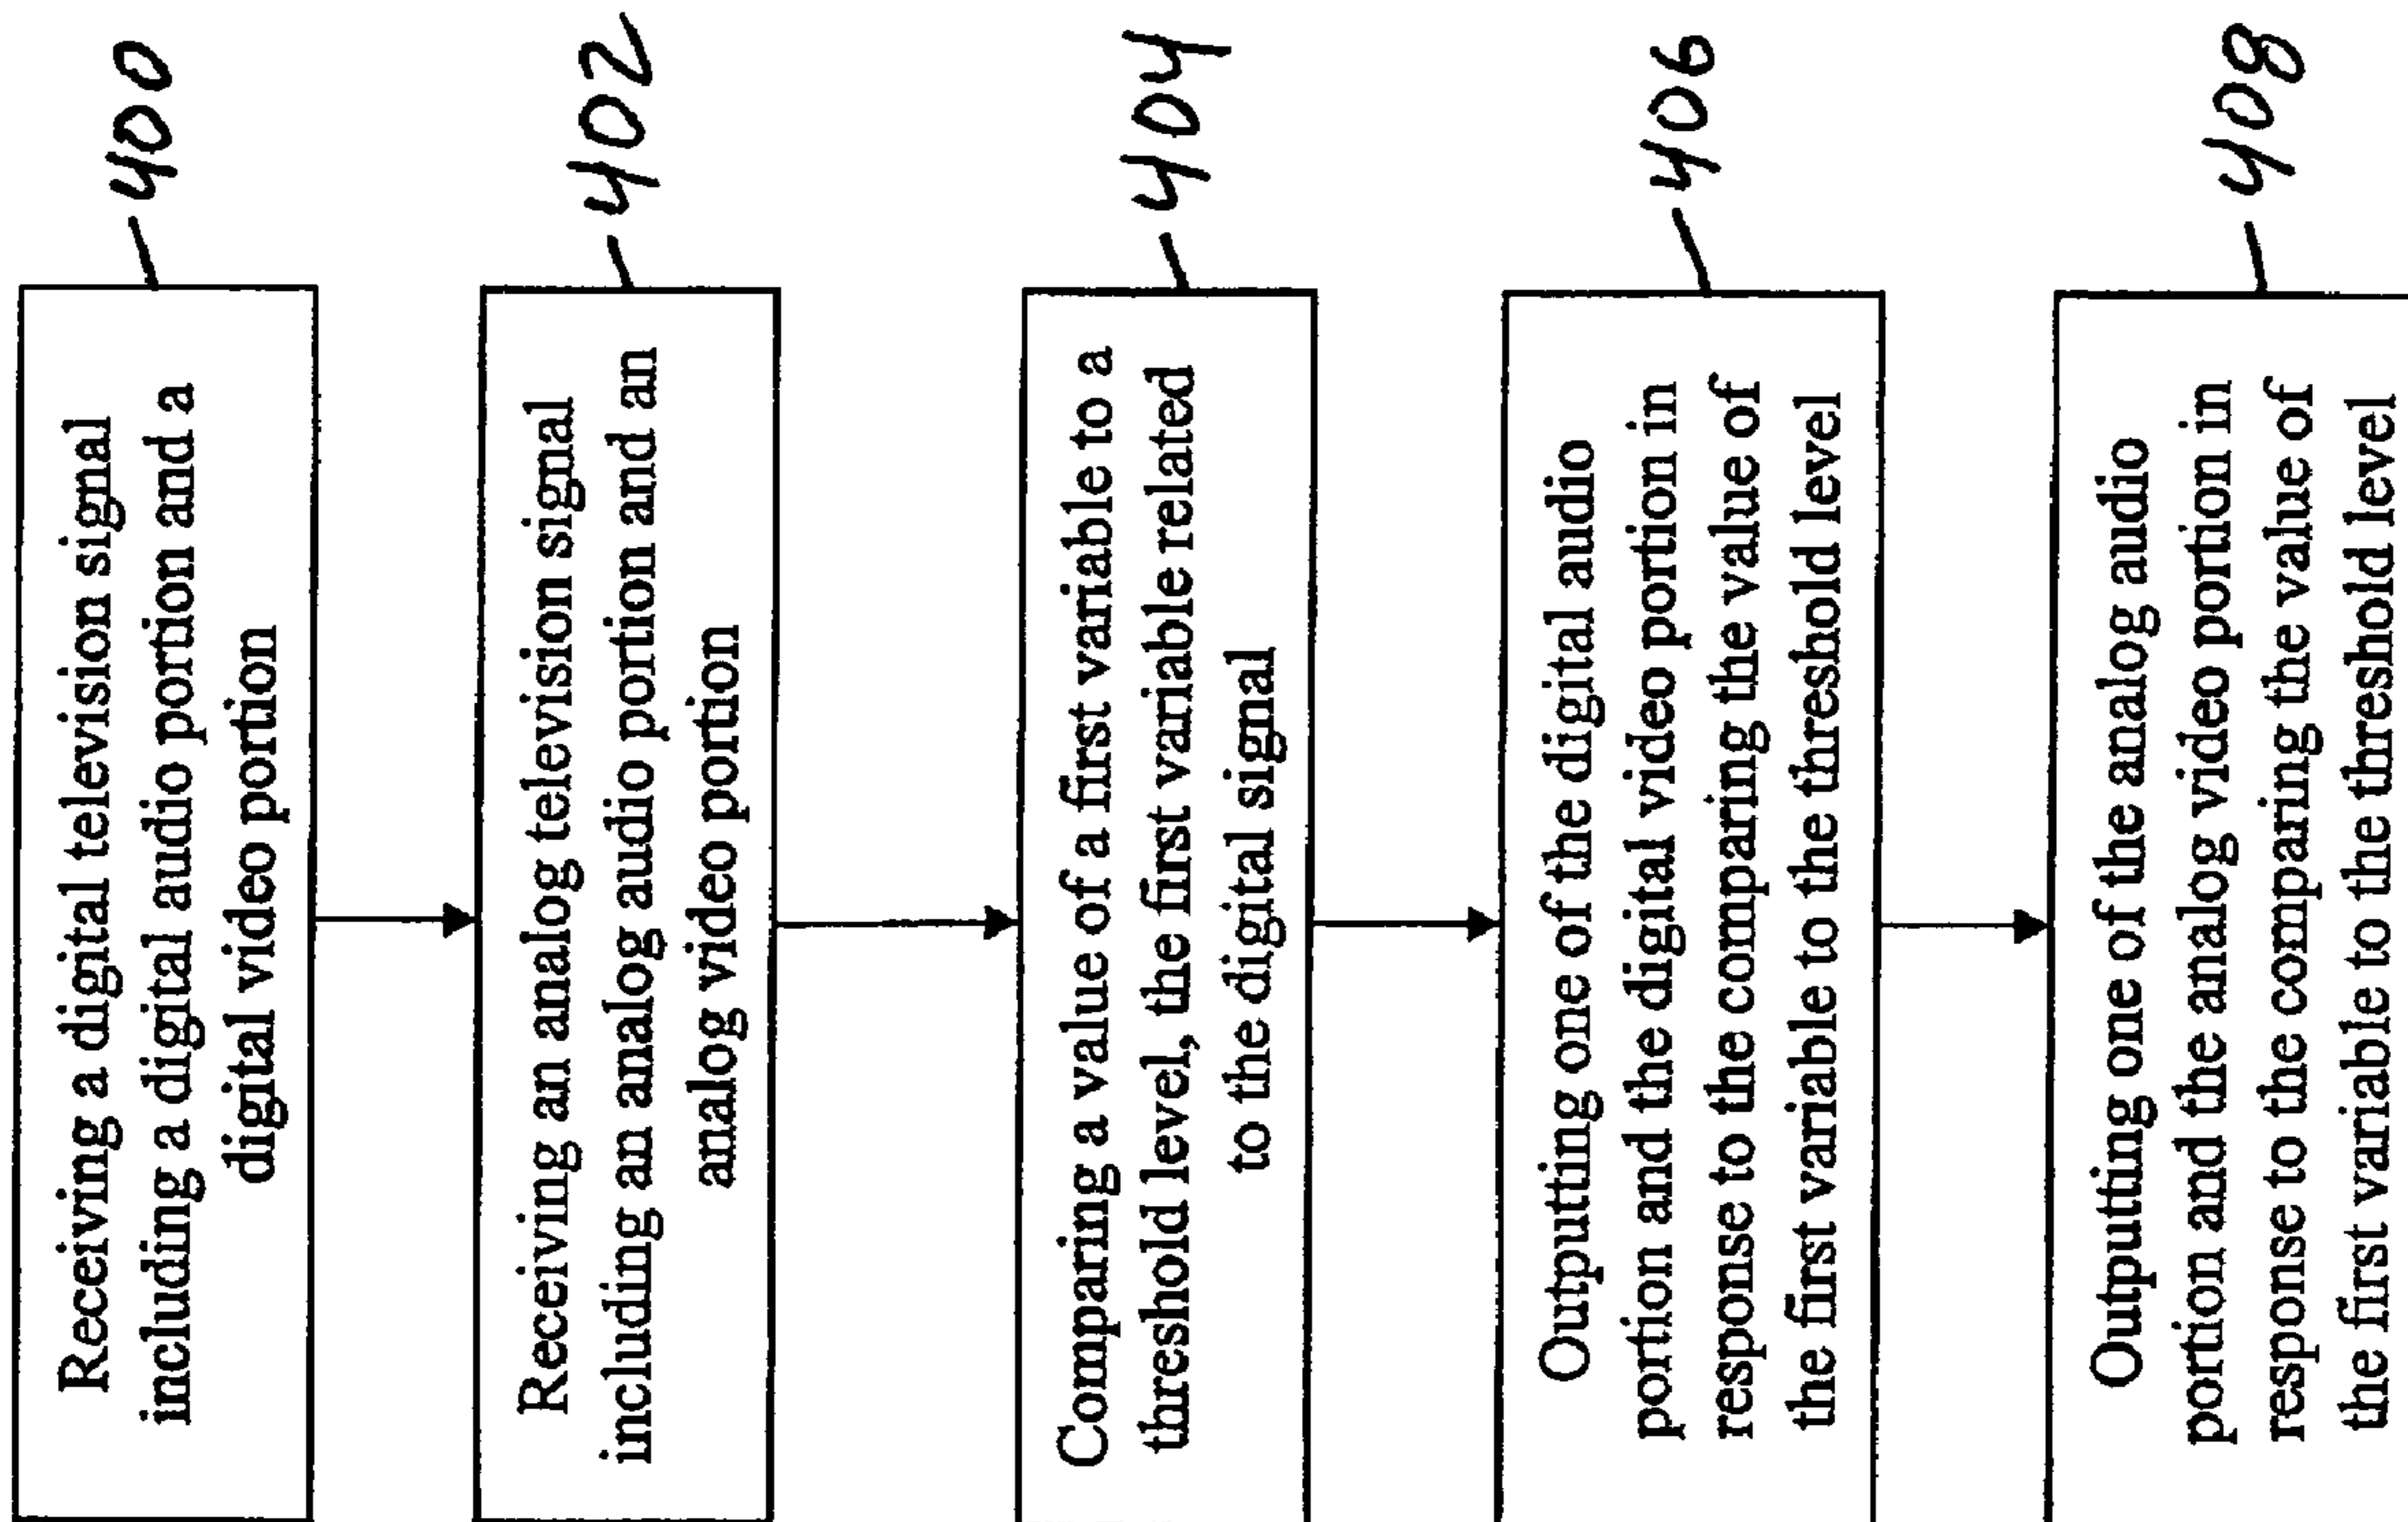 Receiving a digital television signal
including a digital audio portion and a
digital video portion
400
Receiving an analog television signal
including an analog audio portion and an
analog video portion
402
Comparing a value of a first variable to a
threshold level, the first variable related
to the digital signal
404
Outputting one of the digital audio
portion and the digital video portion in
response to the comparing the value of
the first variable to the threshold level
406
Outputting one of the analog audio
portion and the analog video portion in
response to the comparing the value of
the first variable to the threshold level
408